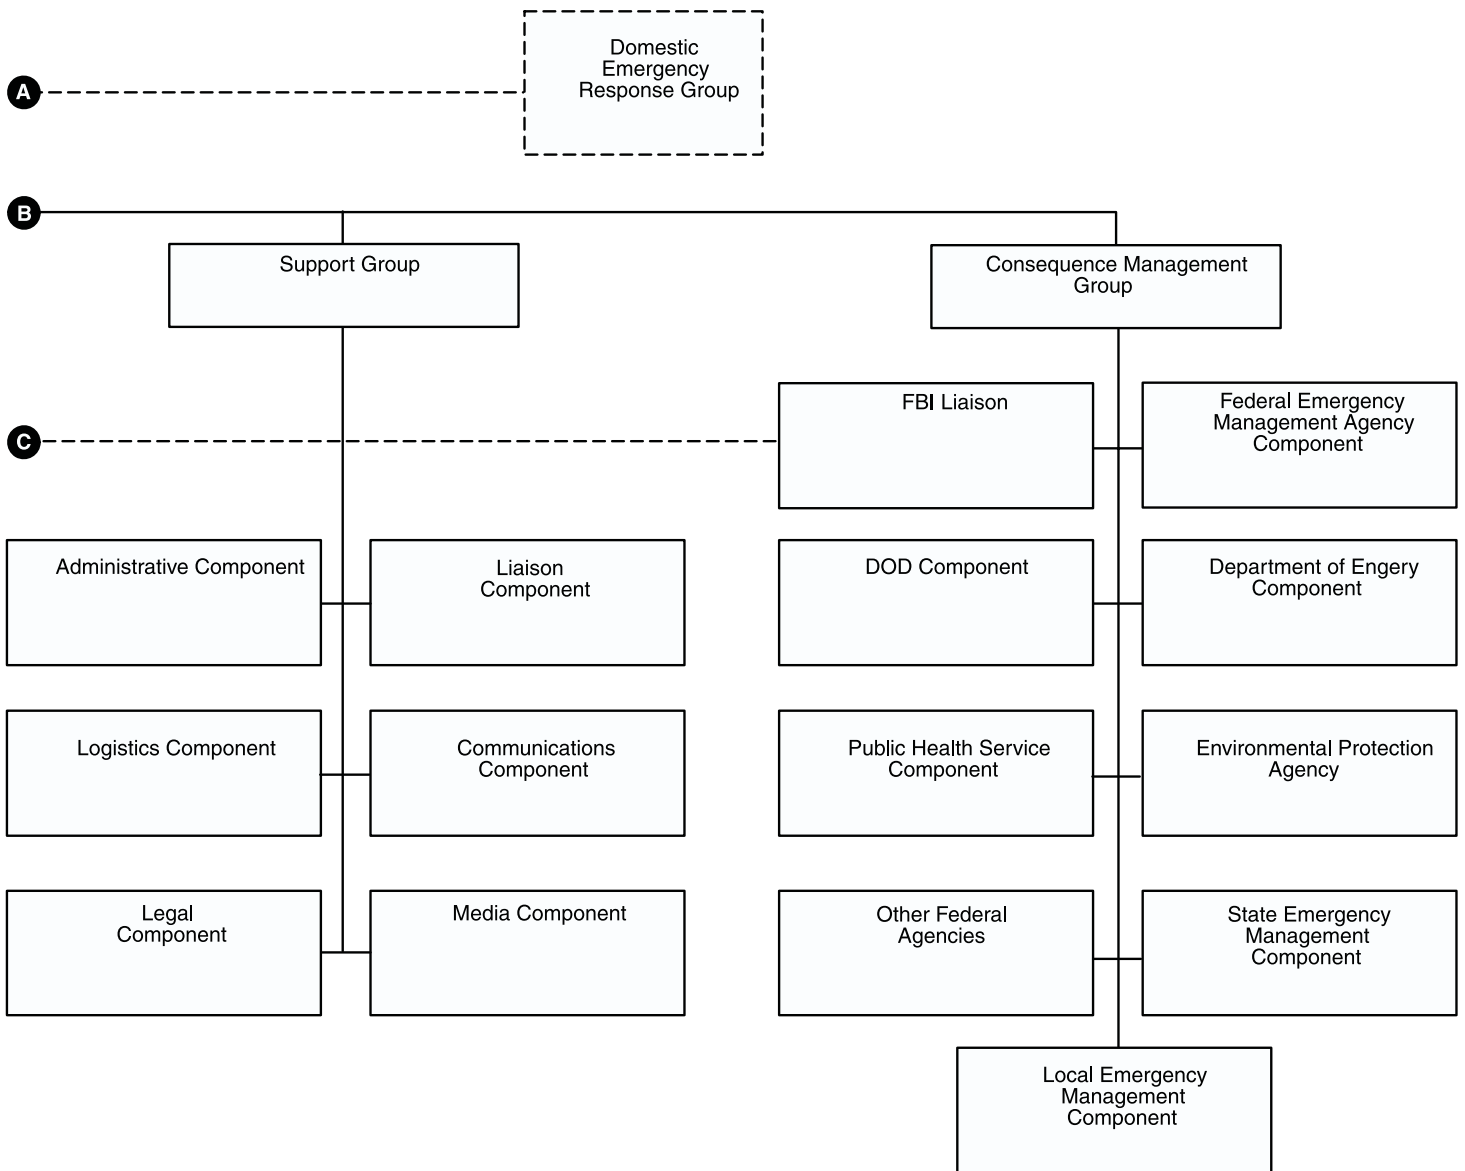 Domestic
Emergency
Response Group
A
B
Support Group
Consequence Management
Group
FBI Liaison
Federal Emergency
Management Agency
Component
C
Administrative Component
Liaison
Component
DOD Component
Department of Engery
Component
Logistics Component
Communications
Component
Public Health Service
Component
Environmental Protection
Agency
Legal
Component
Media Component
Other Federal
Agencies
State Emergency
Management
Component
Local Emergency
Management
Component